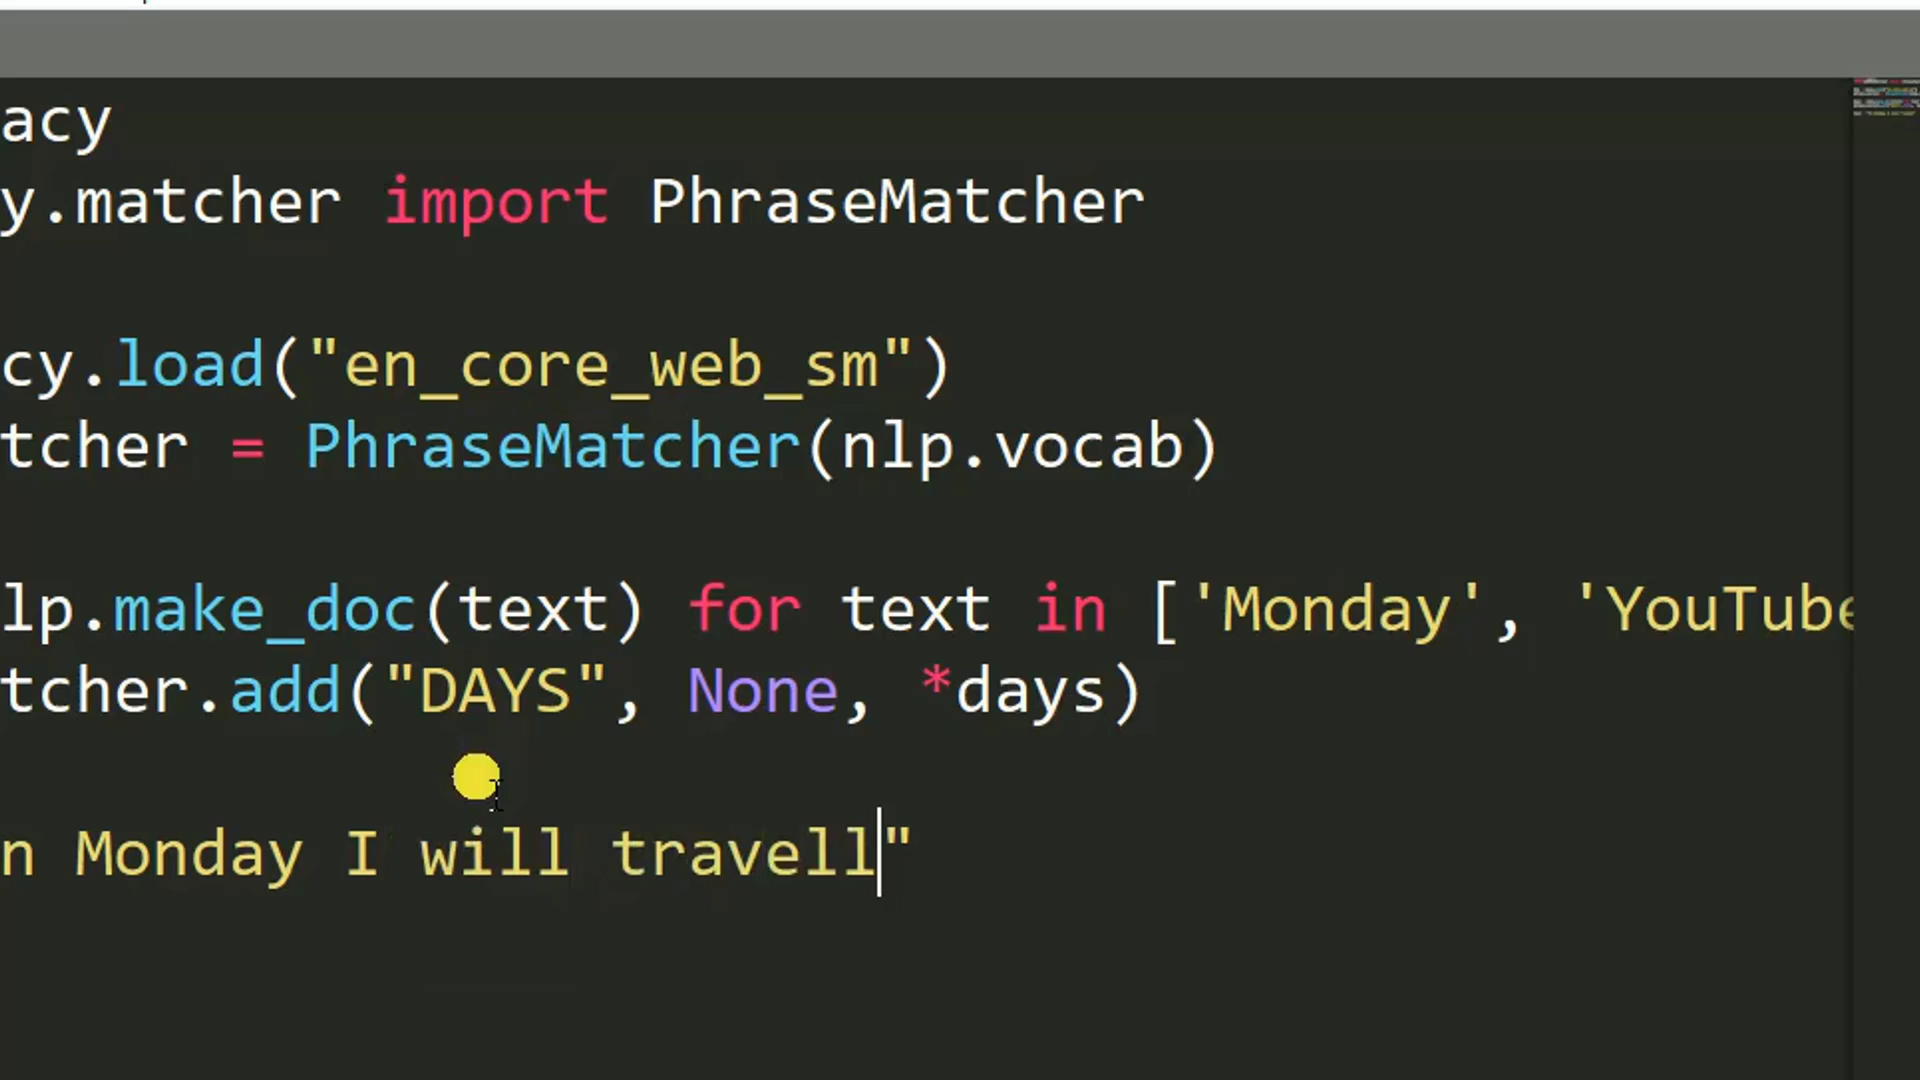 acy
y.matcher import PhraseMatcher
cy.load("en_core_web_sm")
tcher = PhraseMatcher(nlp.vocab)
lp.make_doc(text) for text in ['Monday', 'YouTube
tcher.add("DAYS", None, *days)
n Monday I will travell"